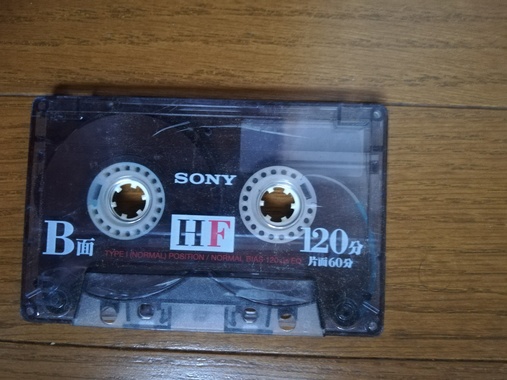 SONY
B面
HF
120分
TYPE I (NORMAL) POSITION / NORMAL BIAS 120µs EQ
片面60分